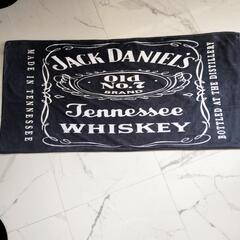 JACK DANIEL'S
Old
No. 7
BRAND
Tennessee
WHISKEY
MADE IN TENNESSEE
BOTTLED AT THE DISTILLERY